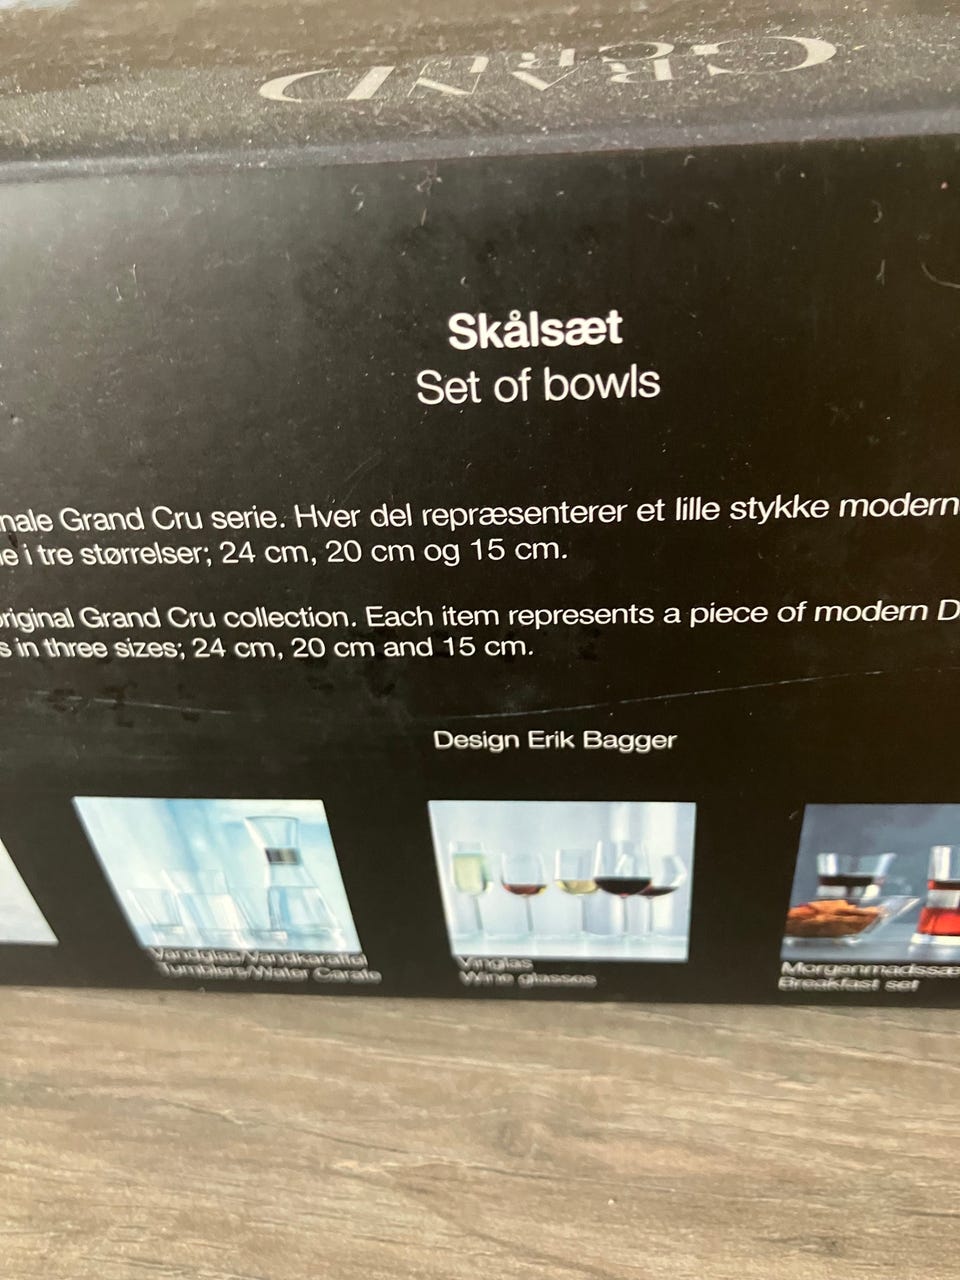 GRAND
CRU
Skålsæt
Set of bowls
nale Grand Cru serie. Hver del repræsenterer et lille stykke modern
e i tre størrelser; 24 cm, 20 cm og 15 cm.
riginal Grand Cru collection. Each item represents a piece of modern D
s in three sizes; 24 cm, 20 cm and 15 cm.
Design Erik Bagger
Vandglas/Vandkaraffel
Tumblers/Water Carafe
Vinglas
Wine glasses
Morgenmadssæ
Breakfast set